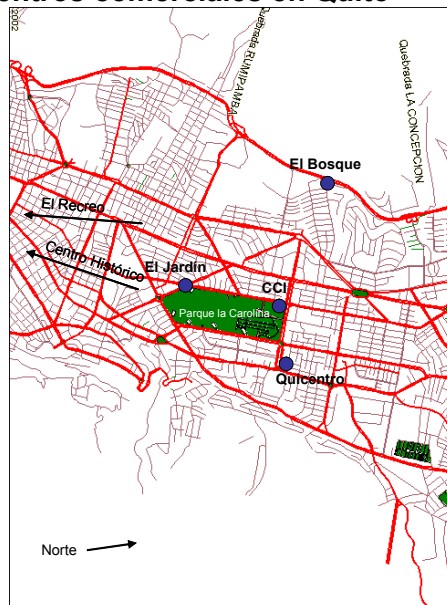 Centros comerciales en Quito
2002
Quebrada RUMIPAMBA
Quebrada LA CONCEPCION
El Bosque
El Recreo
Centro Histórico
El Jardín
CCI
Parque la Carolina
Quicentro
Norte